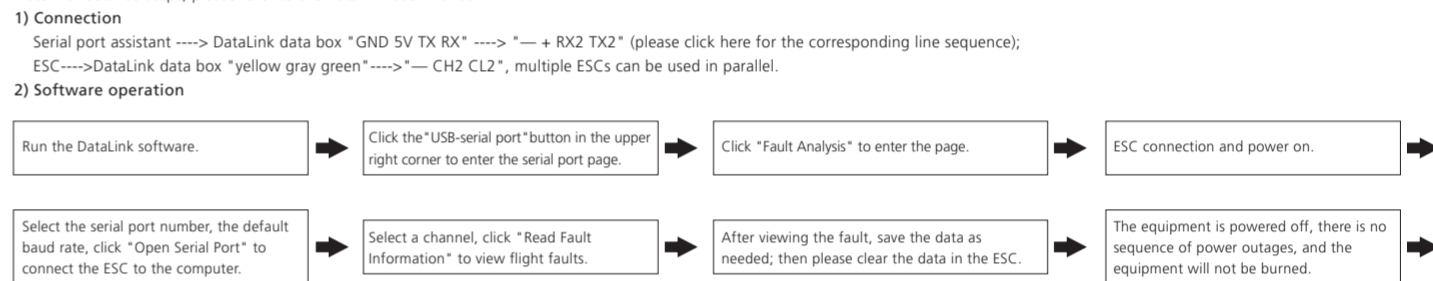 1) Connection
Serial port assistant ----> DataLink data box "GND 5V TX RX" ----> "— + RX2 TX2" (please click here for the corresponding line sequence);
ESC---->DataLink data box "yellow gray green"---->"— CH2 CL2", multiple ESCs can be used in parallel.
2) Software operation
Run the DataLink software.
Click the"USB-serial port"button in the upper
right corner to enter the serial port page.
Click "Fault Analysis" to enter the page.
ESC connection and power on.
Select the serial port number, the default
baud rate, click "Open Serial Port" to
connect the ESC to the computer.
Select a channel, click "Read Fault
Information" to view flight faults.
After viewing the fault, save the data as
needed; then please clear the data in the ESC.
The equipment is powered off, there is no
sequence of power outages, and the
equipment will not be burned.